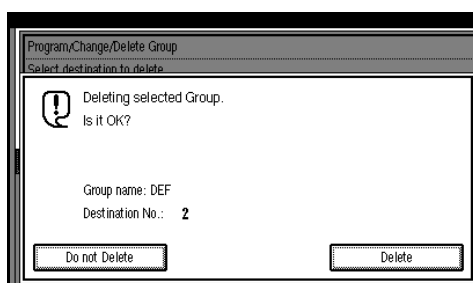 Program/Change/Delete Group
Select destination to delete
Deleting selected Group.
Is it OK?
Group name: DEF
Destination No.: 2
Do not Delete
Delete